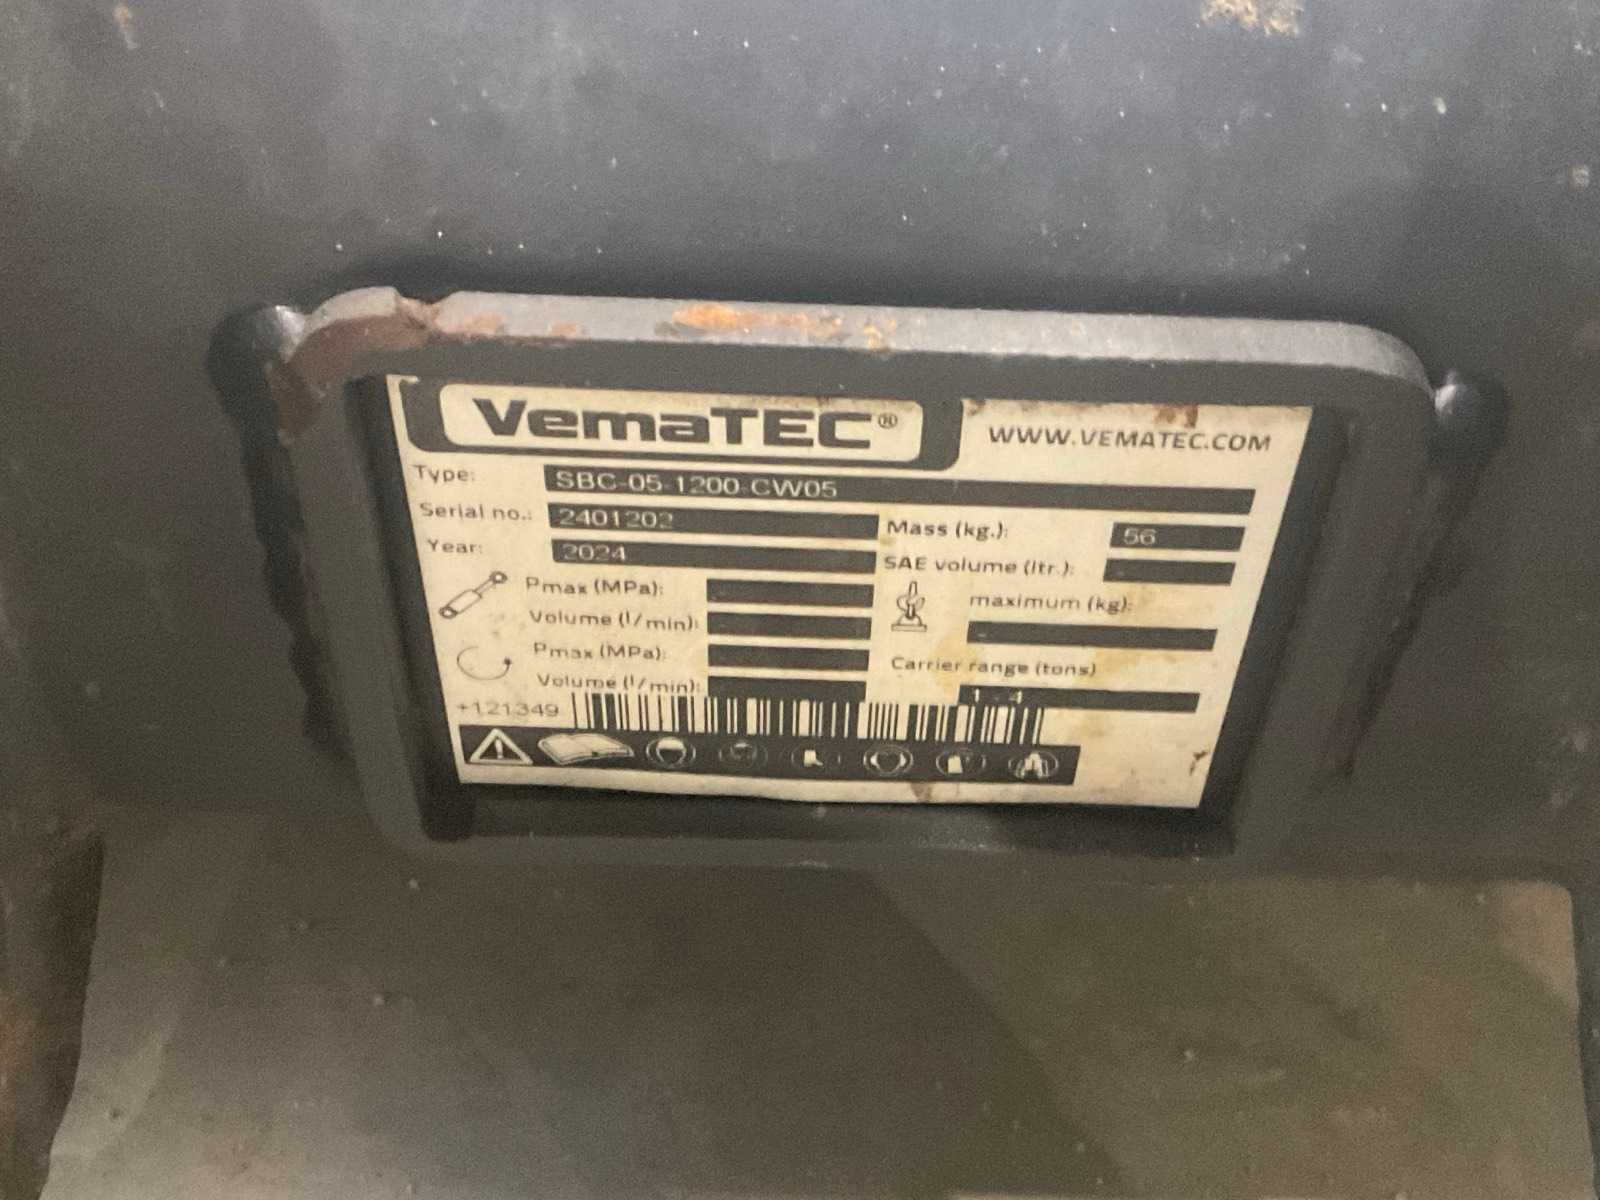 VemaTEC®
WWW.VEMATEC.COM
Type: SBC-05-1200-CW05
Serial no.: 2401202
Mass (kg.): 56
Year: 2024
SAE volume (ltr.): -
Pmax (MPa):
maximum (kg):
Volume (l/min):
-
Pmax (MPa):
Carrier range (tons)
Volume (l/min):
1 - 4
+121349